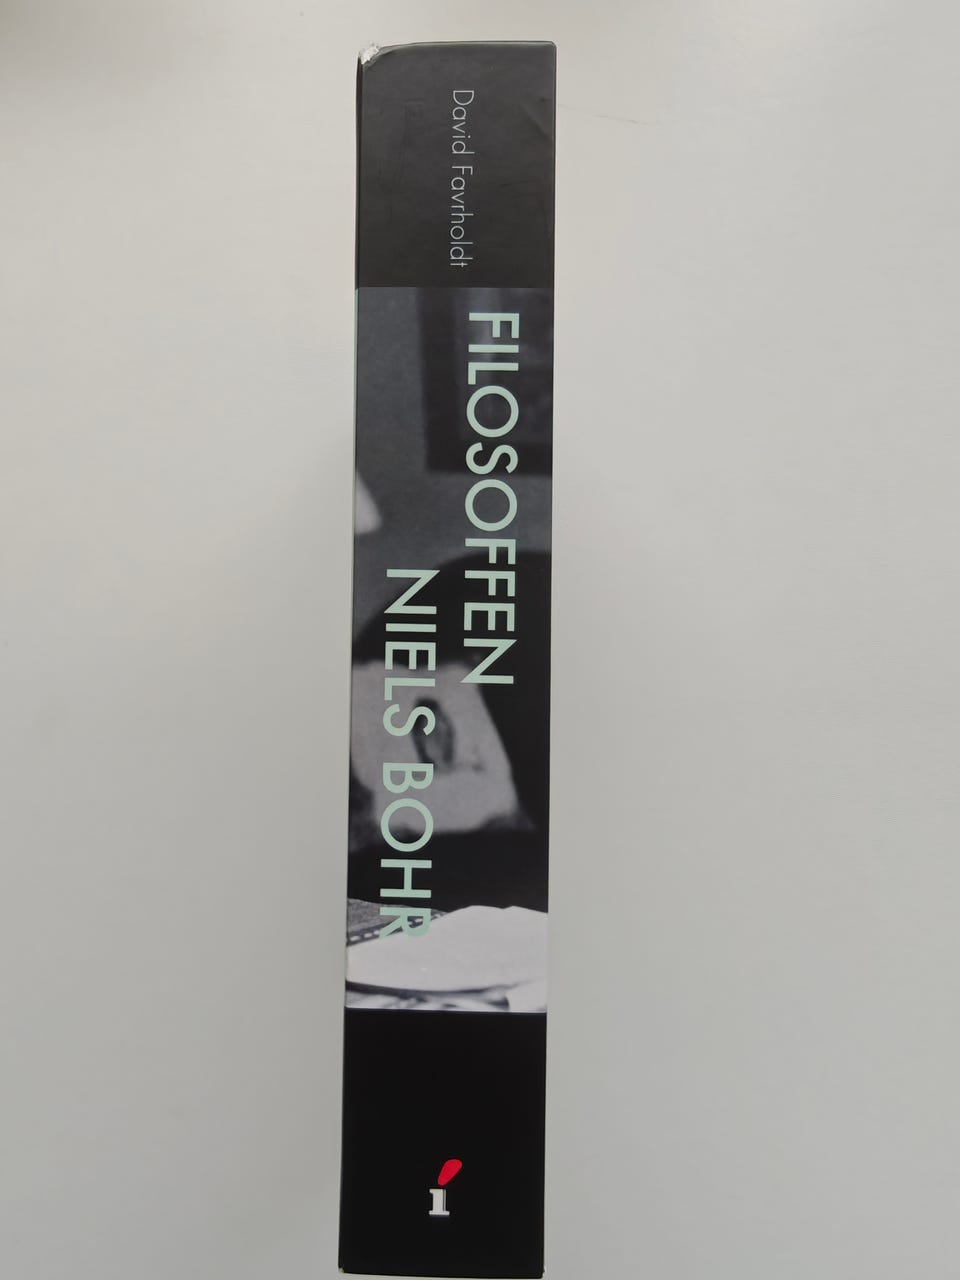 David Favrholdt
FILOSOFFEN
NIELS BOHR
í